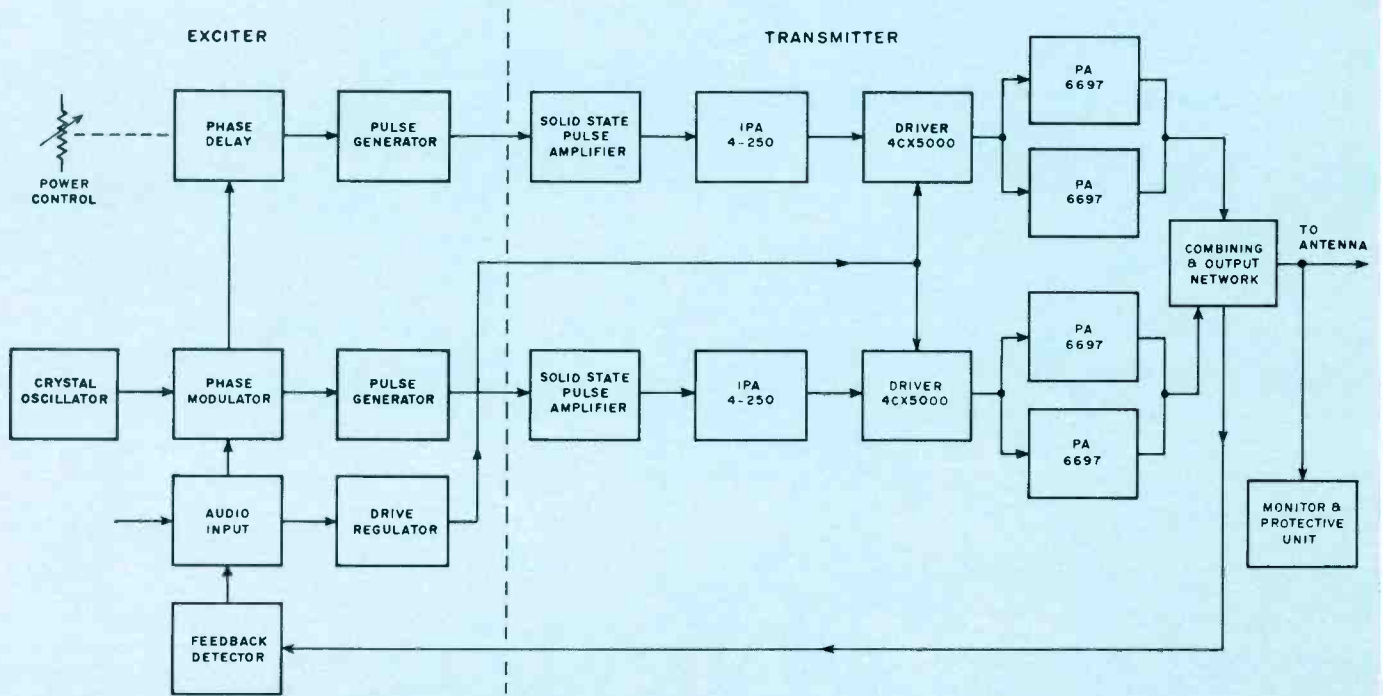 EXCITER
TRANSMITTER
POWER
CONTROL
PHASE
DELAY
PULSE
GENERATOR
SOLID STATE
PULSE
AMPLIFIER
IPA
4-250
DRIVER
4CX5000
PA
6697
PA
6697
COMBINING
& OUTPUT
NETWORK
TO
ANTENNA
CRYSTAL
OSCILLATOR
PHASE
MODULATOR
PULSE
GENERATOR
SOLID STATE
PULSE
AMPLIFIER
IPA
4-250
DRIVER
4CX5000
PA
6697
PA
6697
AUDIO
INPUT
DRIVE
REGULATOR
MONITOR &
PROTECTIVE
UNIT
FEEDBACK
DETECTOR